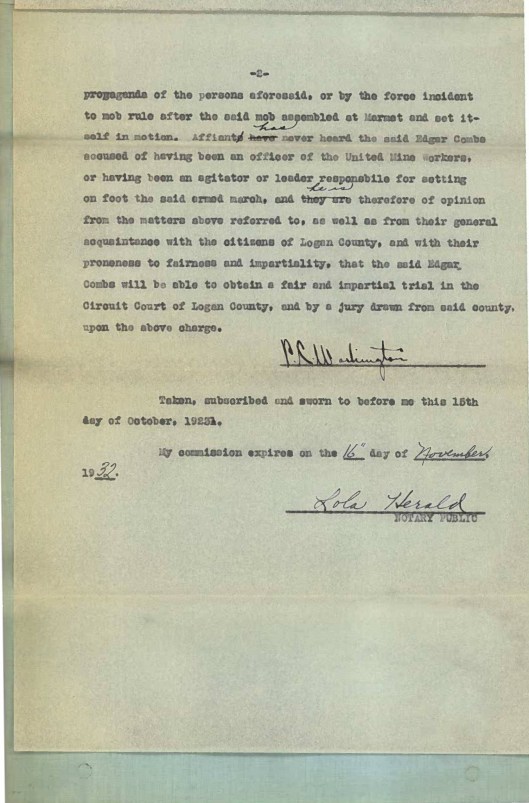 -2-
propaganda of the persons aforesaid, or by the force incident
to mob rule after the said mob assembled at Marmet and set it-
has
self in motion. Affiants have never heard the said Edgar Combs
accused of having been an officer of the United Mine Workers,
or having been an agitator or leader responsbile for setting
he is
on foot the said armed march, and they are therefore of opinion
from the matters above referred to, as well as from their general
acquaintance with the citizens of Logan County, and with their
proneness to fairness and impartiality, that the said Edgar
Combs will be able to obtain a fair and impartial trial in the
Circuit Court of Logan County, and by a jury drawn from said county,
upon the above charge.
Washington
Taken, subscribed and sworn to before me this 15th
day of October,
My commission expires on the 16" day of November,
1932.
Lola Herald
NOTARY PUBLIC